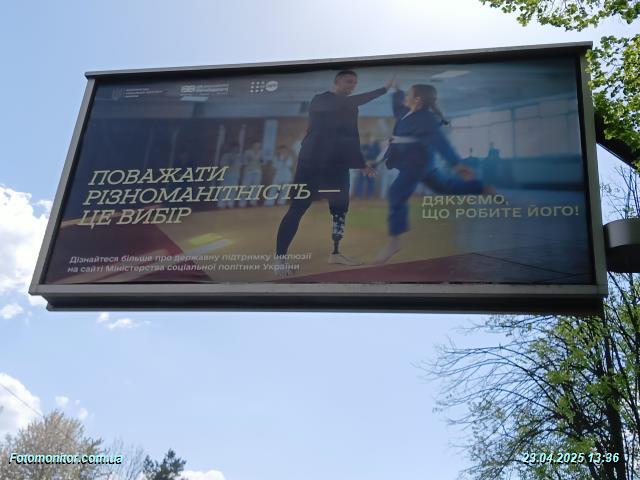 ПОВАЖАТИ
РІЗНОМАНІТНІСТЬ —
ЦЕ ВИБІР
ДЯКУЄМО,
ЩО РОБИТЕ ЙОГО!
Дізнайтеся більше про державну підтримку інклюзії
на сайті Міністерства соціальної політики України
Fotomonitor.com.ua
23.04.2025 13:36